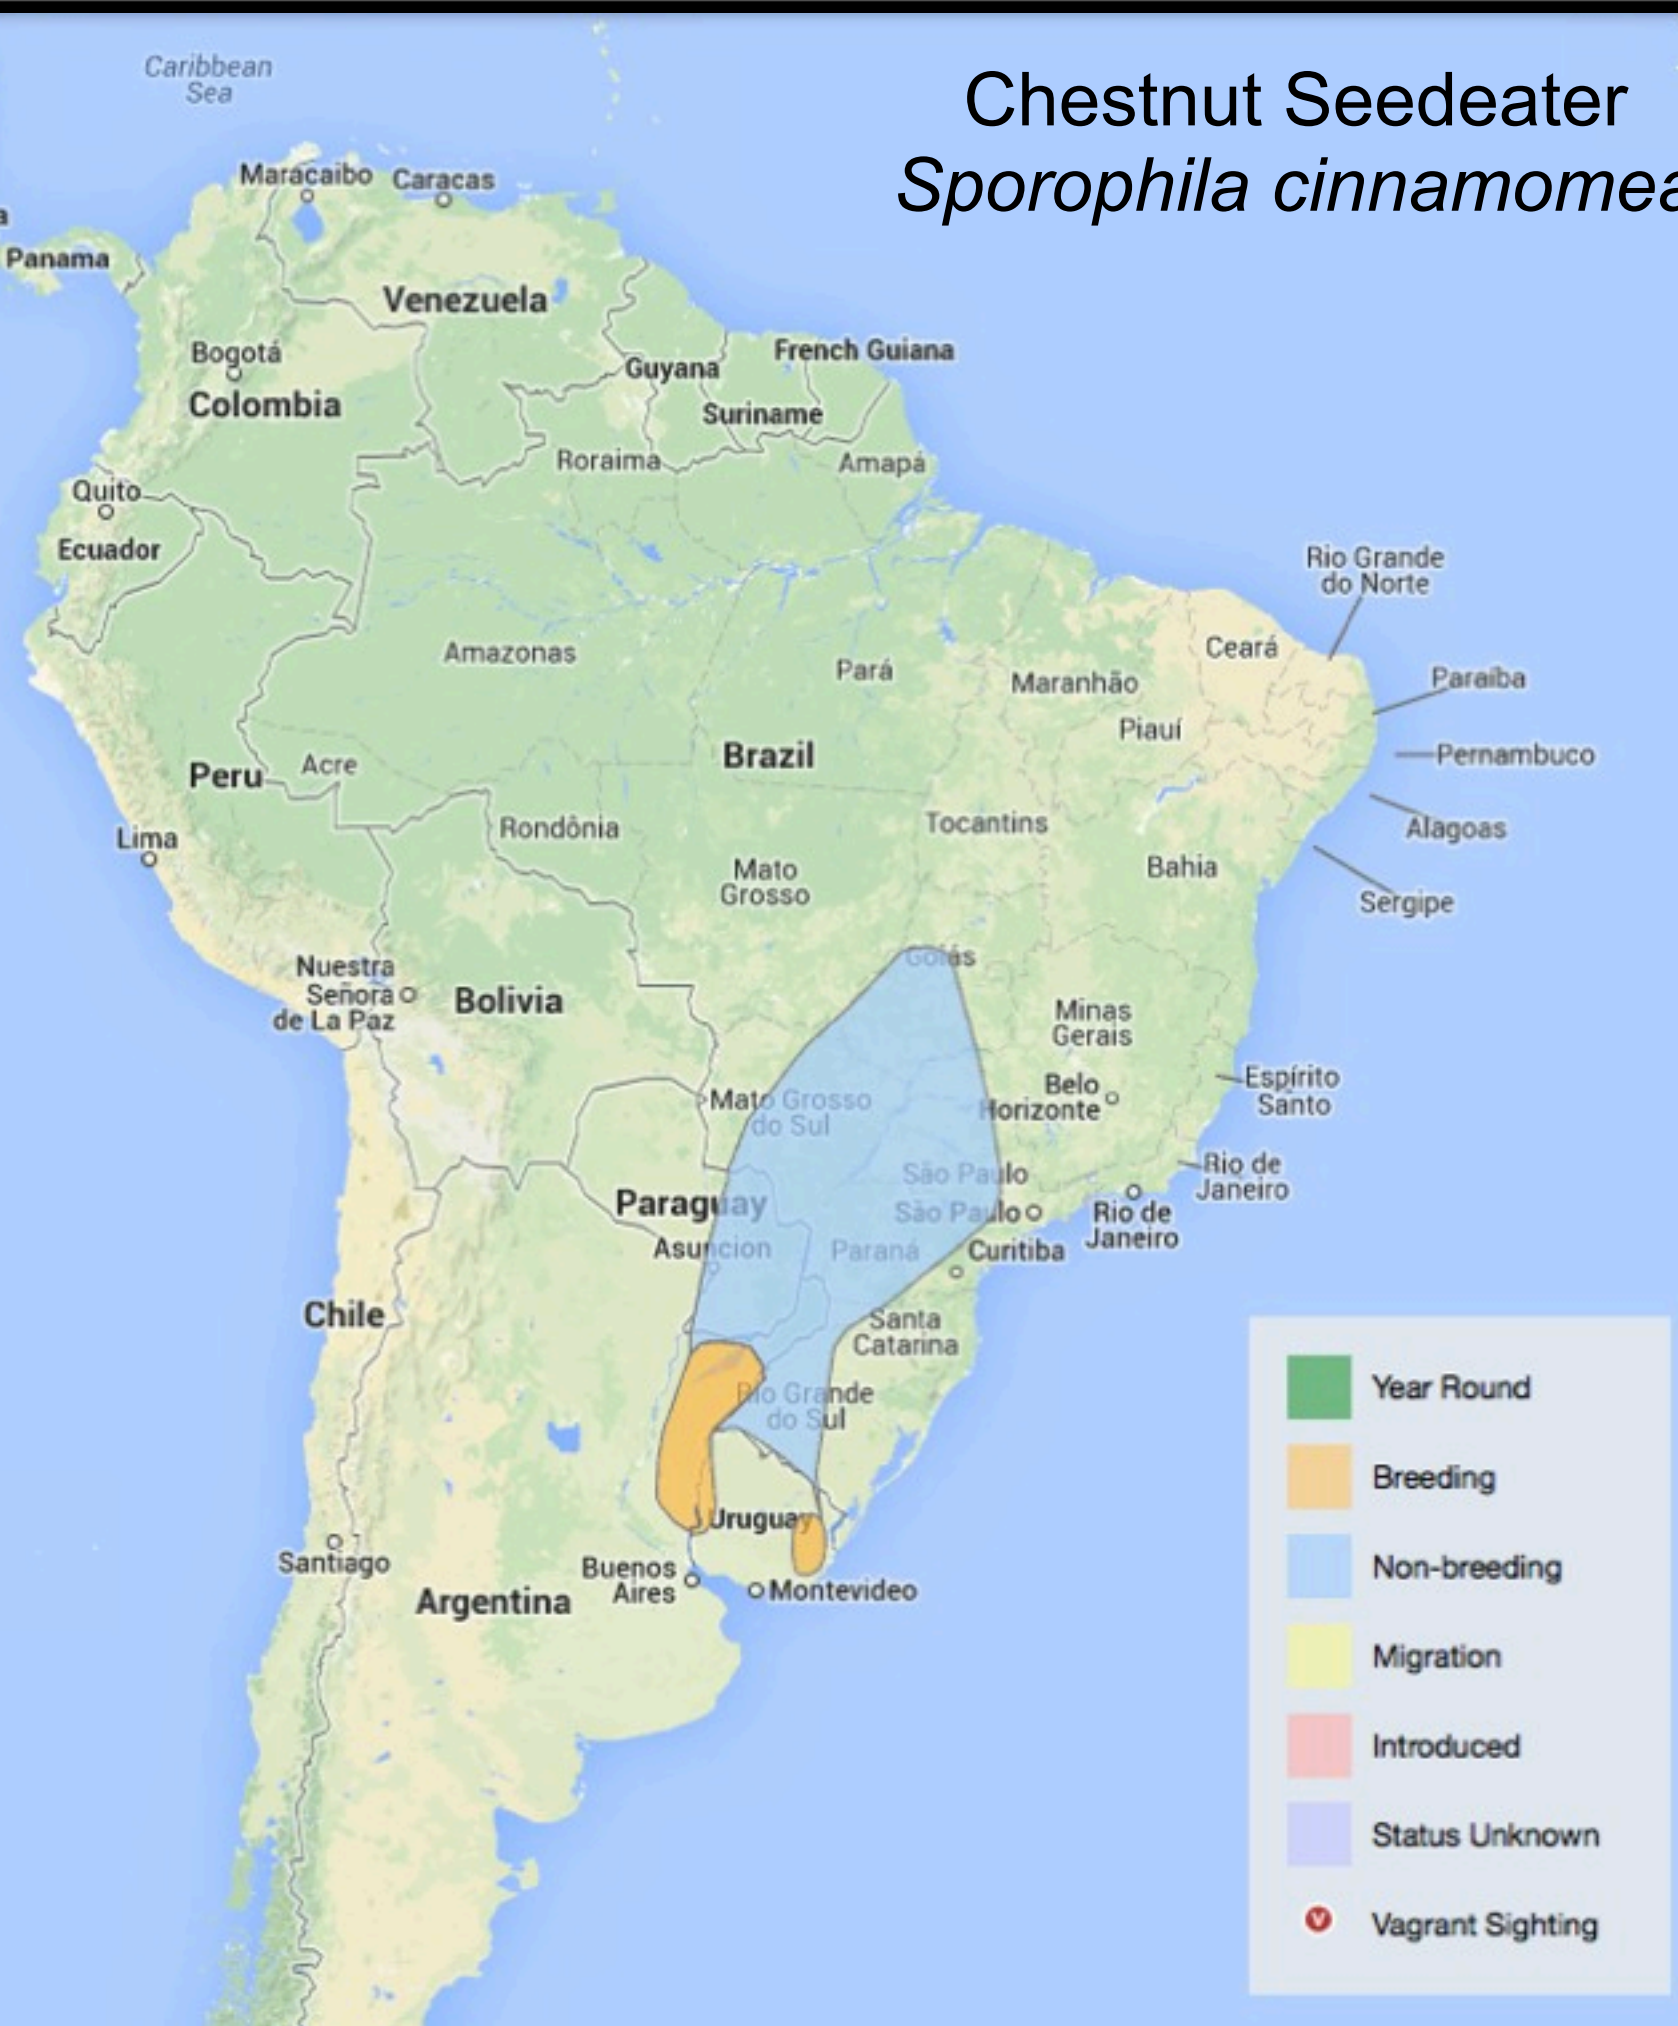 Chestnut Seedeater
Sporophila cinnamomea
Caribbean
Sea
Maracaibo
Caracas
Panama
Venezuela
Bogotá
Colombia
Guyana
French Guiana
Suriname
Roraima
Amapá
Quito
Ecuador
Rio Grande
do Norte
Amazonas
Pará
Maranhão
Ceará
Paraíba
Piauí
Brazil
Pernambuco
Peru
Acre
Lima
Rondônia
Tocantins
Alagoas
Mato
Grosso
Bahia
Sergipe
Nuestra
Señora
de La Paz
Bolivia
Goiás
Minas
Gerais
Mato Grosso
do Sul
Belo
Horizonte
Espírito
Santo
São Paulo
São Paulo
Rio de
Janeiro
Rio de
Janeiro
Paraguay
Asuncion
Paraná
Curitiba
Chile
Santa
Catarina
Rio Grande
do Sul
Uruguay
Santiago
Buenos
Aires
Montevideo
Argentina
Year Round
Breeding
Non-breeding
Migration
Introduced
Status Unknown
V
Vagrant Sighting